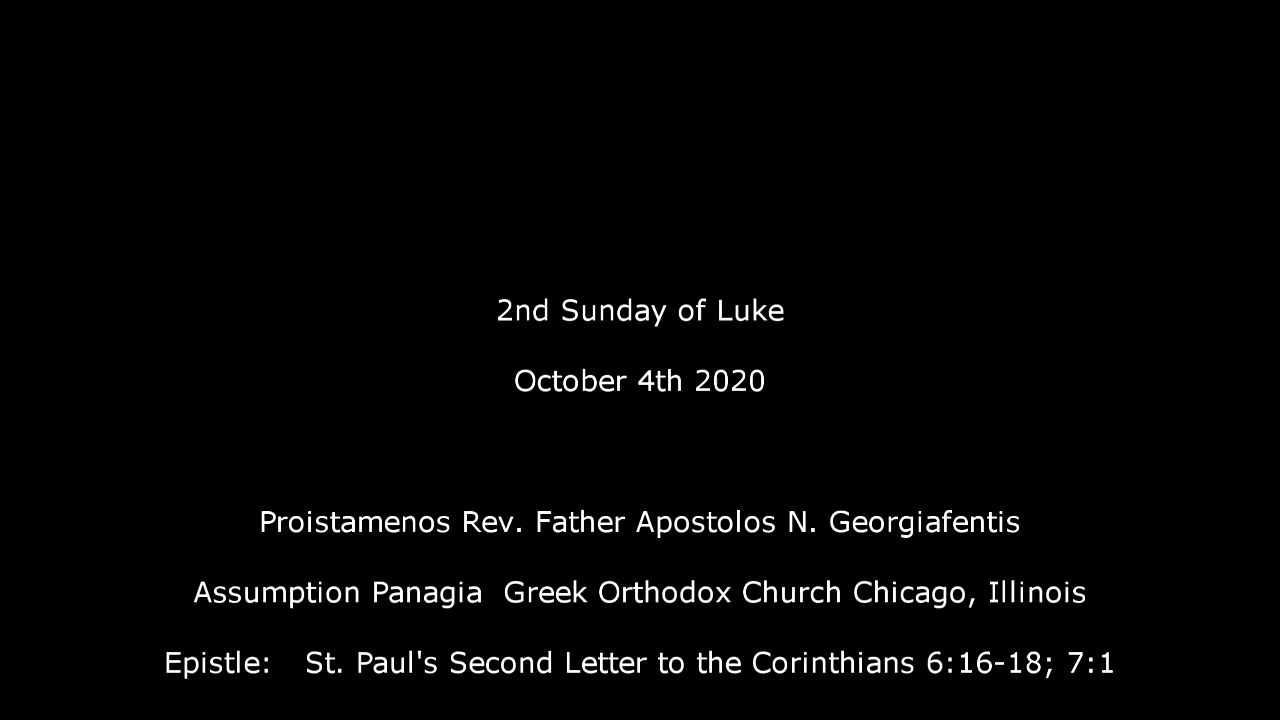 2nd Sunday of Luke
October 4th 2020
Proistamenos Rev. Father Apostolos N. Georgiafentis
Assumption Panagia  Greek Orthodox Church Chicago, Illinois
Epistle:   St. Paul's Second Letter to the Corinthians 6:16-18; 7:1